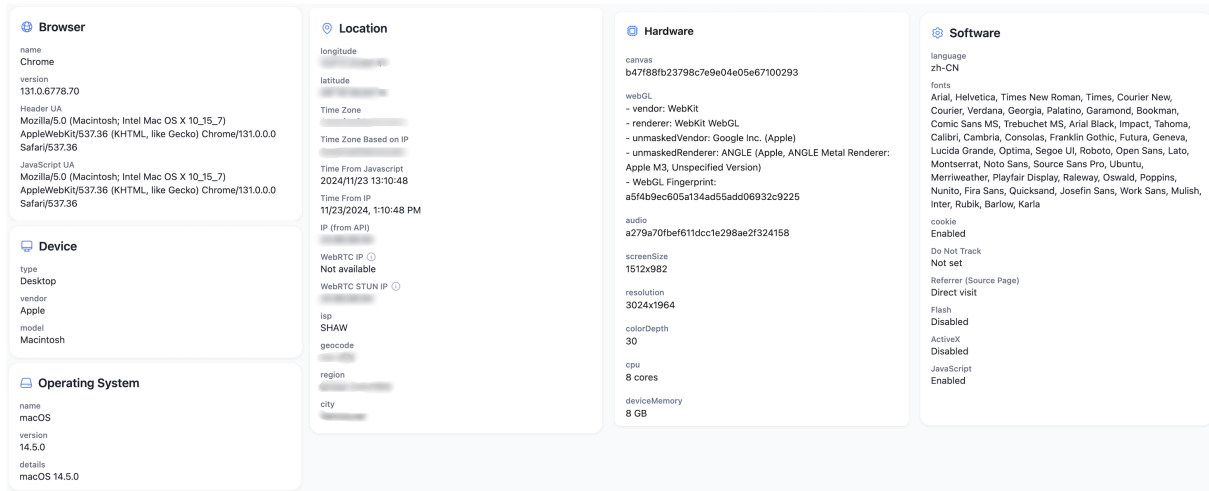 Browser
name
Chrome
version
131.0.6778.70
Header UA
Mozilla/5.0 (Macintosh; Intel Mac OS X 10_15_7)
AppleWebKit/537.36 (KHTML, like Gecko) Chrome/131.0.0.0
Safari/537.36
JavaScript UA
Mozilla/5.0 (Macintosh; Intel Mac OS X 10_15_7)
AppleWebKit/537.36 (KHTML, like Gecko) Chrome/131.0.0.0
Safari/537.36
Device
type
Desktop
vendor
Apple
model
Macintosh
Operating System
name
macOS
version
14.5.0
details
macOS 14.5.0
Location
longitude
latitude
Time Zone
Time Zone Based on IP
Time From Javascript
2024/11/23 13:10:48
Time From IP
11/23/2024, 1:10:48 PM
IP (from API)
WebRTC IP
Not available
WebRTC STUN IP
isp
SHAW
geocode
region
city
Hardware
canvas
b47f88fb23798c7e9e04e05e67100293
webGL
- vendor: WebKit
- renderer: WebKit WebGL
- unmaskedVendor: Google Inc. (Apple)
- unmaskedRenderer: ANGLE (Apple, ANGLE Metal Renderer:
Apple M3, Unspecified Version)
- WebGL Fingerprint:
a5f4b9ec605a134ad55add06932c9225
audio
a279a70fbef611dcc1e298ae2f324158
screenSize
1512x982
resolution
3024x1964
colorDepth
30
cpu
8 cores
deviceMemory
8 GB
Software
language
zh-CN
fonts
Arial, Helvetica, Times New Roman, Times, Courier New,
Courier, Verdana, Georgia, Palatino, Garamond, Bookman,
Comic Sans MS, Trebuchet MS, Arial Black, Impact, Tahoma,
Calibri, Cambria, Consolas, Franklin Gothic, Futura, Geneva,
Lucida Grande, Optima, Segoe UI, Roboto, Open Sans, Lato,
Montserrat, Noto Sans, Source Sans Pro, Ubuntu,
Merriweather, Playfair Display, Raleway, Oswald, Poppins,
Nunito, Fira Sans, Quicksand, Josefin Sans, Work Sans, Mulish,
Inter, Rubik, Barlow, Karla
cookie
Enabled
Do Not Track
Not set
Referrer (Source Page)
Direct visit
Flash
Disabled
ActiveX
Disabled
JavaScript
Enabled